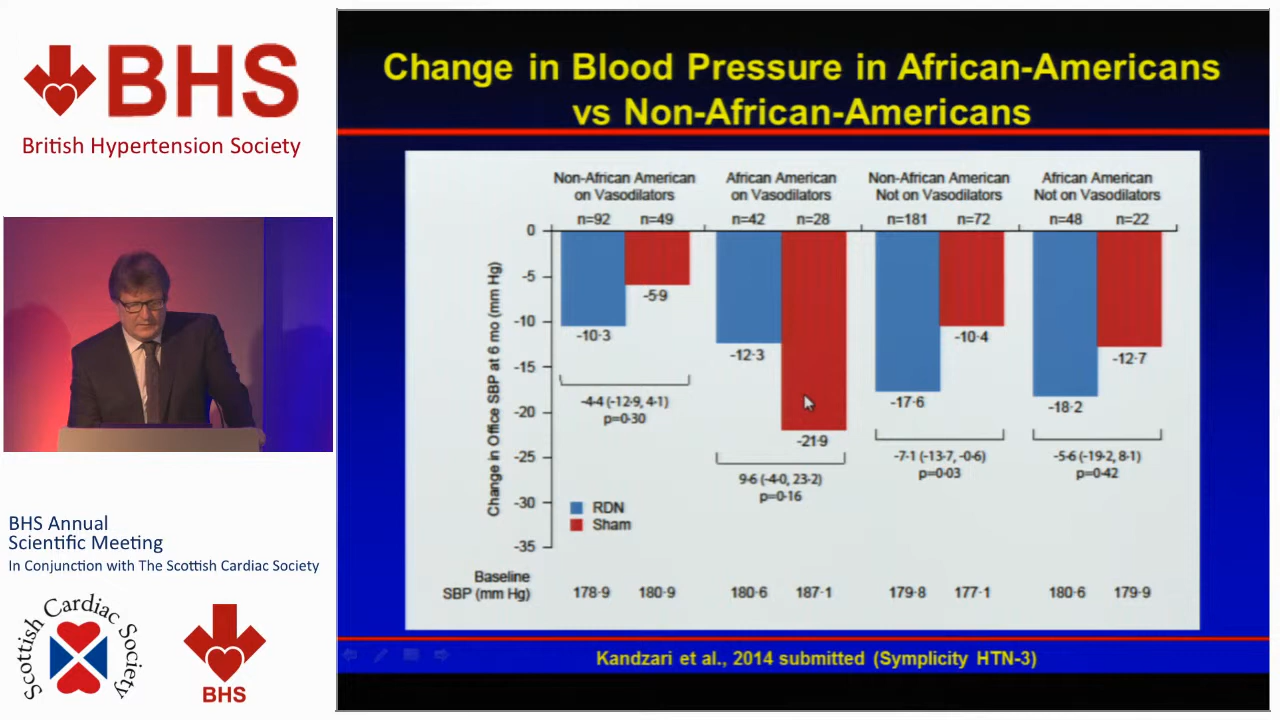 BHS
British Hypertension Society
BHS Annual
Scientific Meeting
In Conjunction with The Scottish Cardiac Society
Scottish Cardiac Society
BHS
Change in Blood Pressure in African-Americans
vs Non-African-Americans
Non-African American
on Vasodilators
African American
on Vasodilators
Non-African American
Not on Vasodilators
African American
Not on Vasodilators
n=92 n=49 n=42 n=28 n=181 n=72 n=48 n=22
Change in Office SBP at 6 mo (mm Hg)
0
-5
-10
-15
-20
-25
-30
-35
-10·3
-5·9
-12·3
-21·9
-17·6
-10·4
-18·2
-12·7
-4·4 (-12·9, 4·1)
p=0·30
9·6 (-4·0, 23·2)
p=0·16
-7·1 (-13·7, -0·6)
p=0·03
-5·6 (-19·2, 8·1)
p=0·42
RDN
Sham
Baseline
SBP (mm Hg) 178·9 180·9 180·6 187·1 179·8 177·1 180·6 179·9
Kandzari et al., 2014 submitted (Symplicity HTN-3)